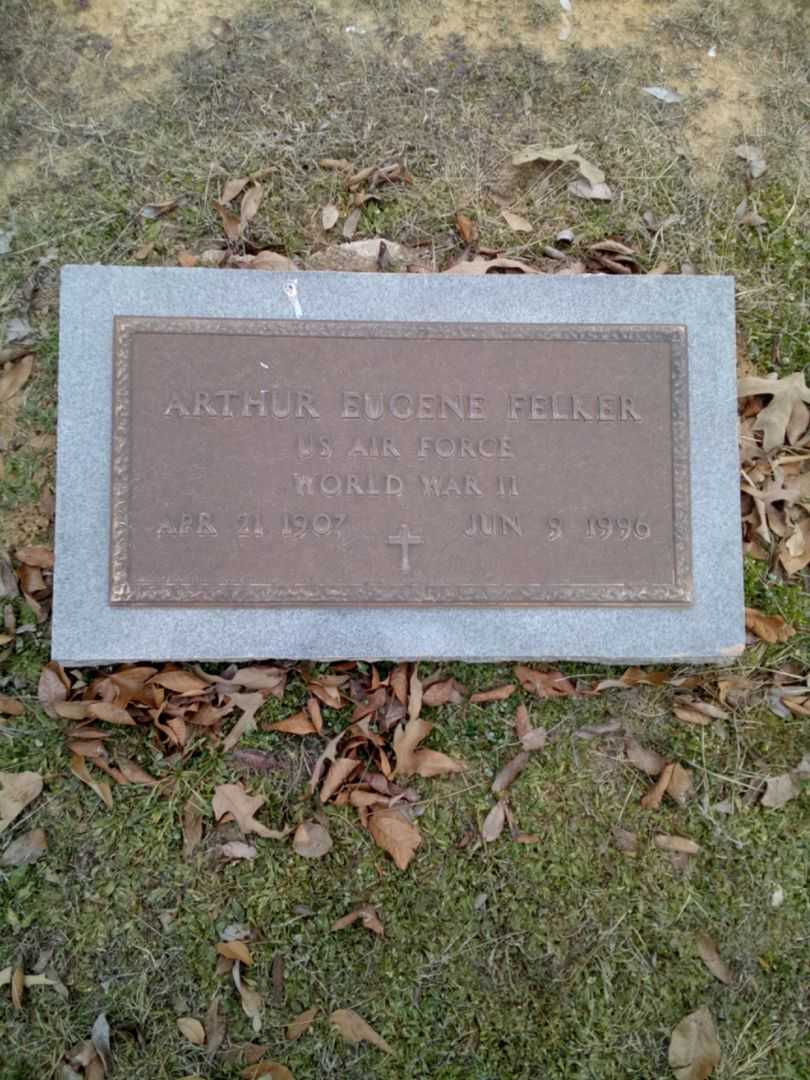 ARTHUR EUGENE FELKER
US AIR FORCE
WORLD WAR II
APR 21 1907 JUN 9 1996